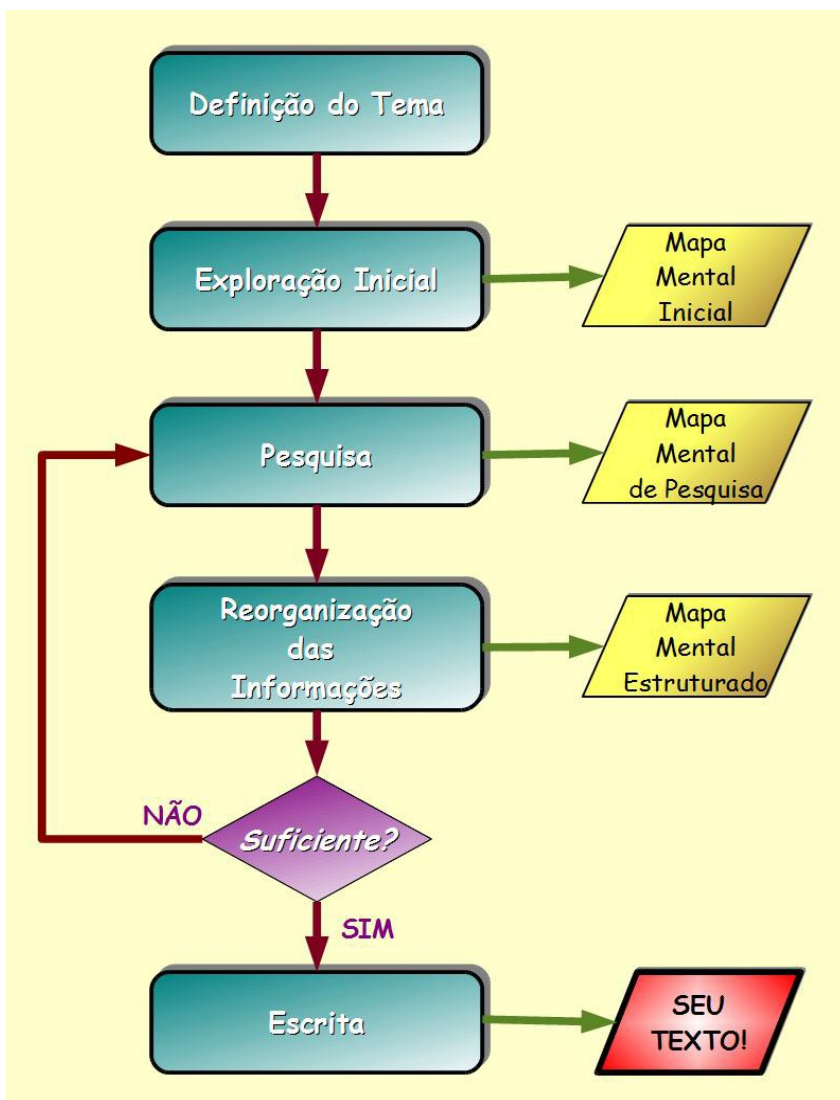 Definição do Tema
Exploração Inicial
Mapa
Mental
Inicial
Pesquisa
Mapa
Mental
de Pesquisa
Reorganização
das
Informações
Mapa
Mental
Estruturado
NÃO
Suficiente?
SIM
Escrita
SEU
TEXTO!